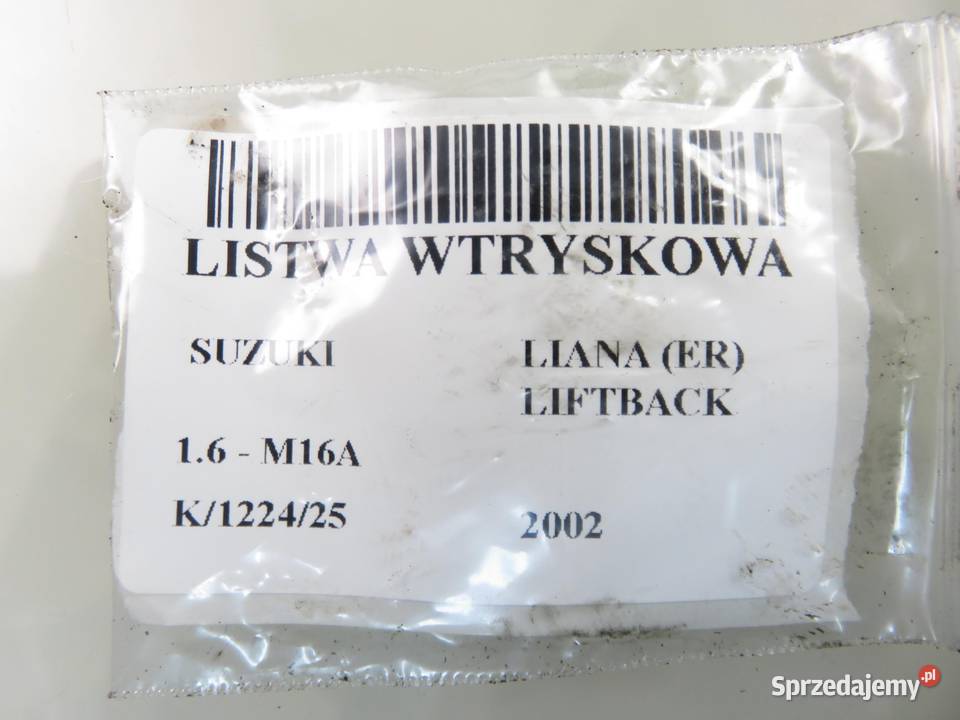 LISTWA WTRYSKOWA
SUZUKI LIANA (ER)
LIFTBACK
1.6 - M16A
K/1224/25 2002
Sprzedajemy.pl